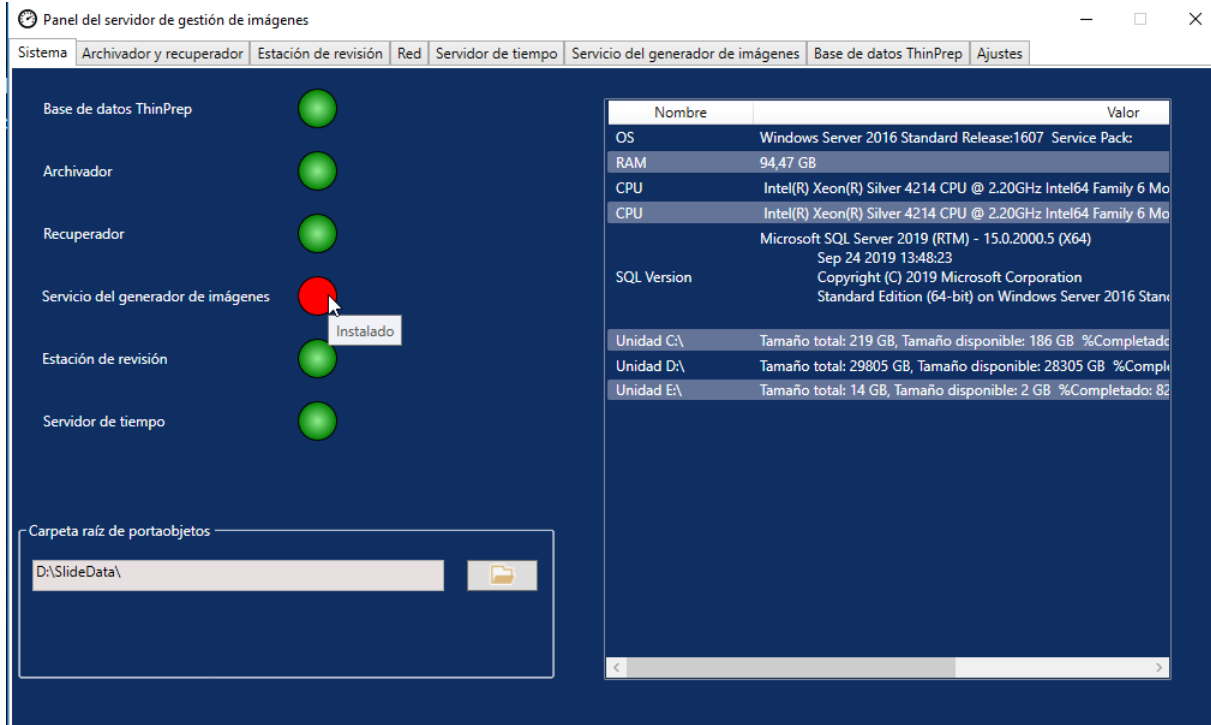 Panel del servidor de gestión de imágenes
Sistema Archivador y recuperador Estación de revisión Red Servidor de tiempo Servicio del generador de imágenes Base de datos ThinPrep Ajustes
Base de datos ThinPrep
Archivador
Recuperador
Servicio del generador de imágenes
Instalado
Estación de revisión
Servidor de tiempo
Carpeta raíz de portaobjetos
D:\SlideData\
Nombre Valor
OS Windows Server 2016 Standard Release:1607 Service Pack:
RAM 94,47 GB
CPU Intel(R) Xeon(R) Silver 4214 CPU @ 2.20GHz Intel64 Family 6 Mo
CPU Intel(R) Xeon(R) Silver 4214 CPU @ 2.20GHz Intel64 Family 6 Mo
Microsoft SQL Server 2019 (RTM) - 15.0.2000.5 (X64)
Sep 24 2019 13:48:23
SQL Version Copyright (C) 2019 Microsoft Corporation
Standard Edition (64-bit) on Windows Server 2016 Stan
Unidad C:\ Tamaño total: 219 GB, Tamaño disponible: 186 GB %Completado
Unidad D:\ Tamaño total: 29805 GB, Tamaño disponible: 28305 GB %Comple
Unidad E:\ Tamaño total: 14 GB, Tamaño disponible: 2 GB %Completado: 82